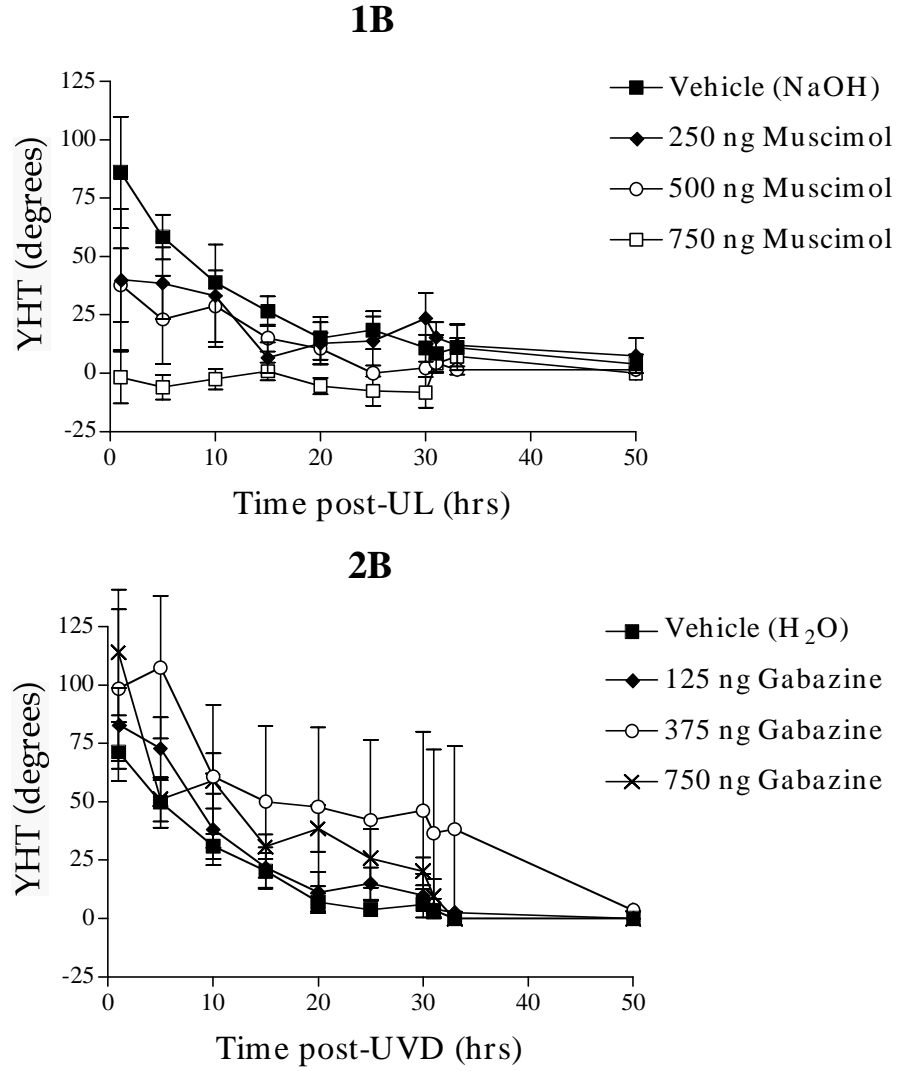 1B
125
100
75
50
25
0
-25
YHT (degrees)
0 10 20 30 40 50
Time post-UL (hrs)
Vehicle (NaOH)
250 ng Muscimol
500 ng Muscimol
750 ng Muscimol
2B
125
100
75
50
25
0
-25
YHT (degrees)
0 10 20 30 40 50
Time post-UVD (hrs)
Vehicle (H₂O)
125 ng Gabazine
375 ng Gabazine
750 ng Gabazine